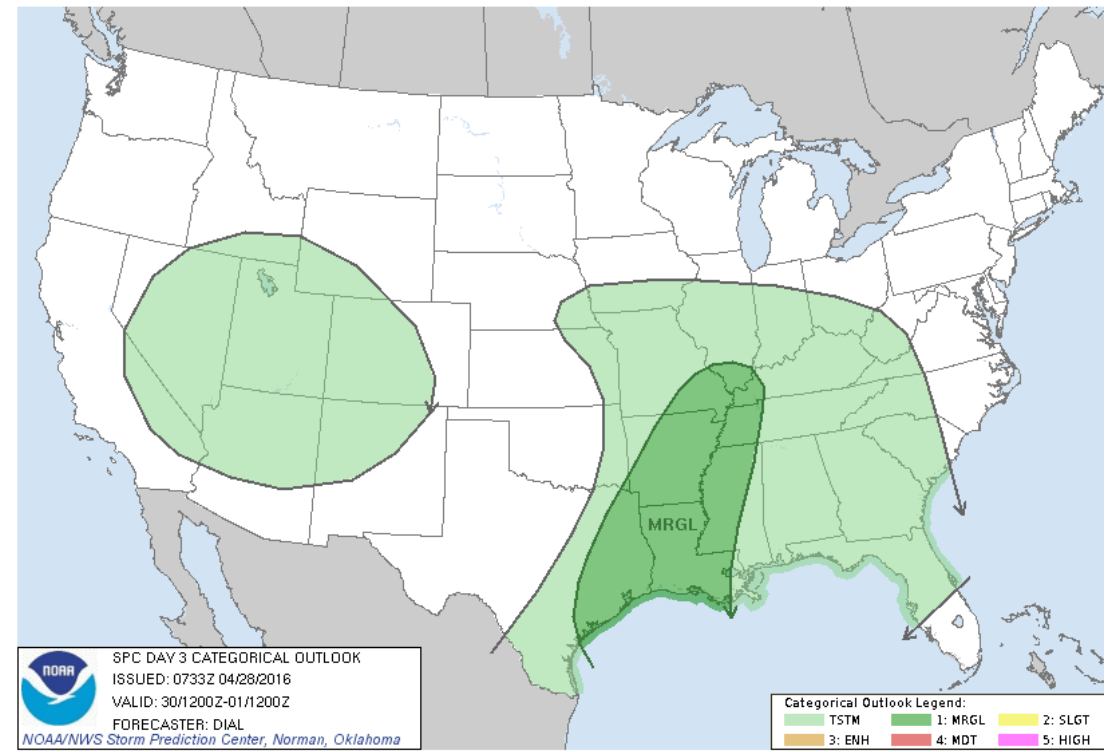 MRGL
NOAA
SPC DAY 3 CATEGORICAL OUTLOOK
ISSUED: 0733Z 04/28/2016
VALID: 30/1200Z-01/1200Z
FORECASTER: DIAL
NOAA/NWS Storm Prediction Center, Norman, Oklahoma
Categorical Outlook Legend:
TSTM 1: MRGL 2: SLGT
3: ENH 4: MDT 5: HIGH